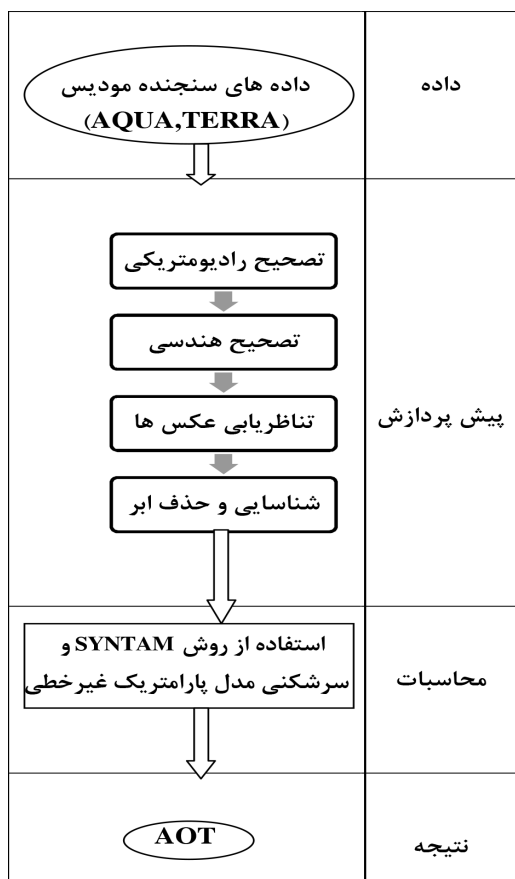 داده
داده های سنجنده مودیس
(AQUA,TERRA)
پیش پردازش
تصحیح رادیومتریکی
تصحیح هندسی
تناظریابی عکس ها
شناسایی و حذف ابر
محاسبات
استفاده از روش SYNTAM و
سرشکنی مدل پارامتریک غیرخطی
نتیجه
AOT